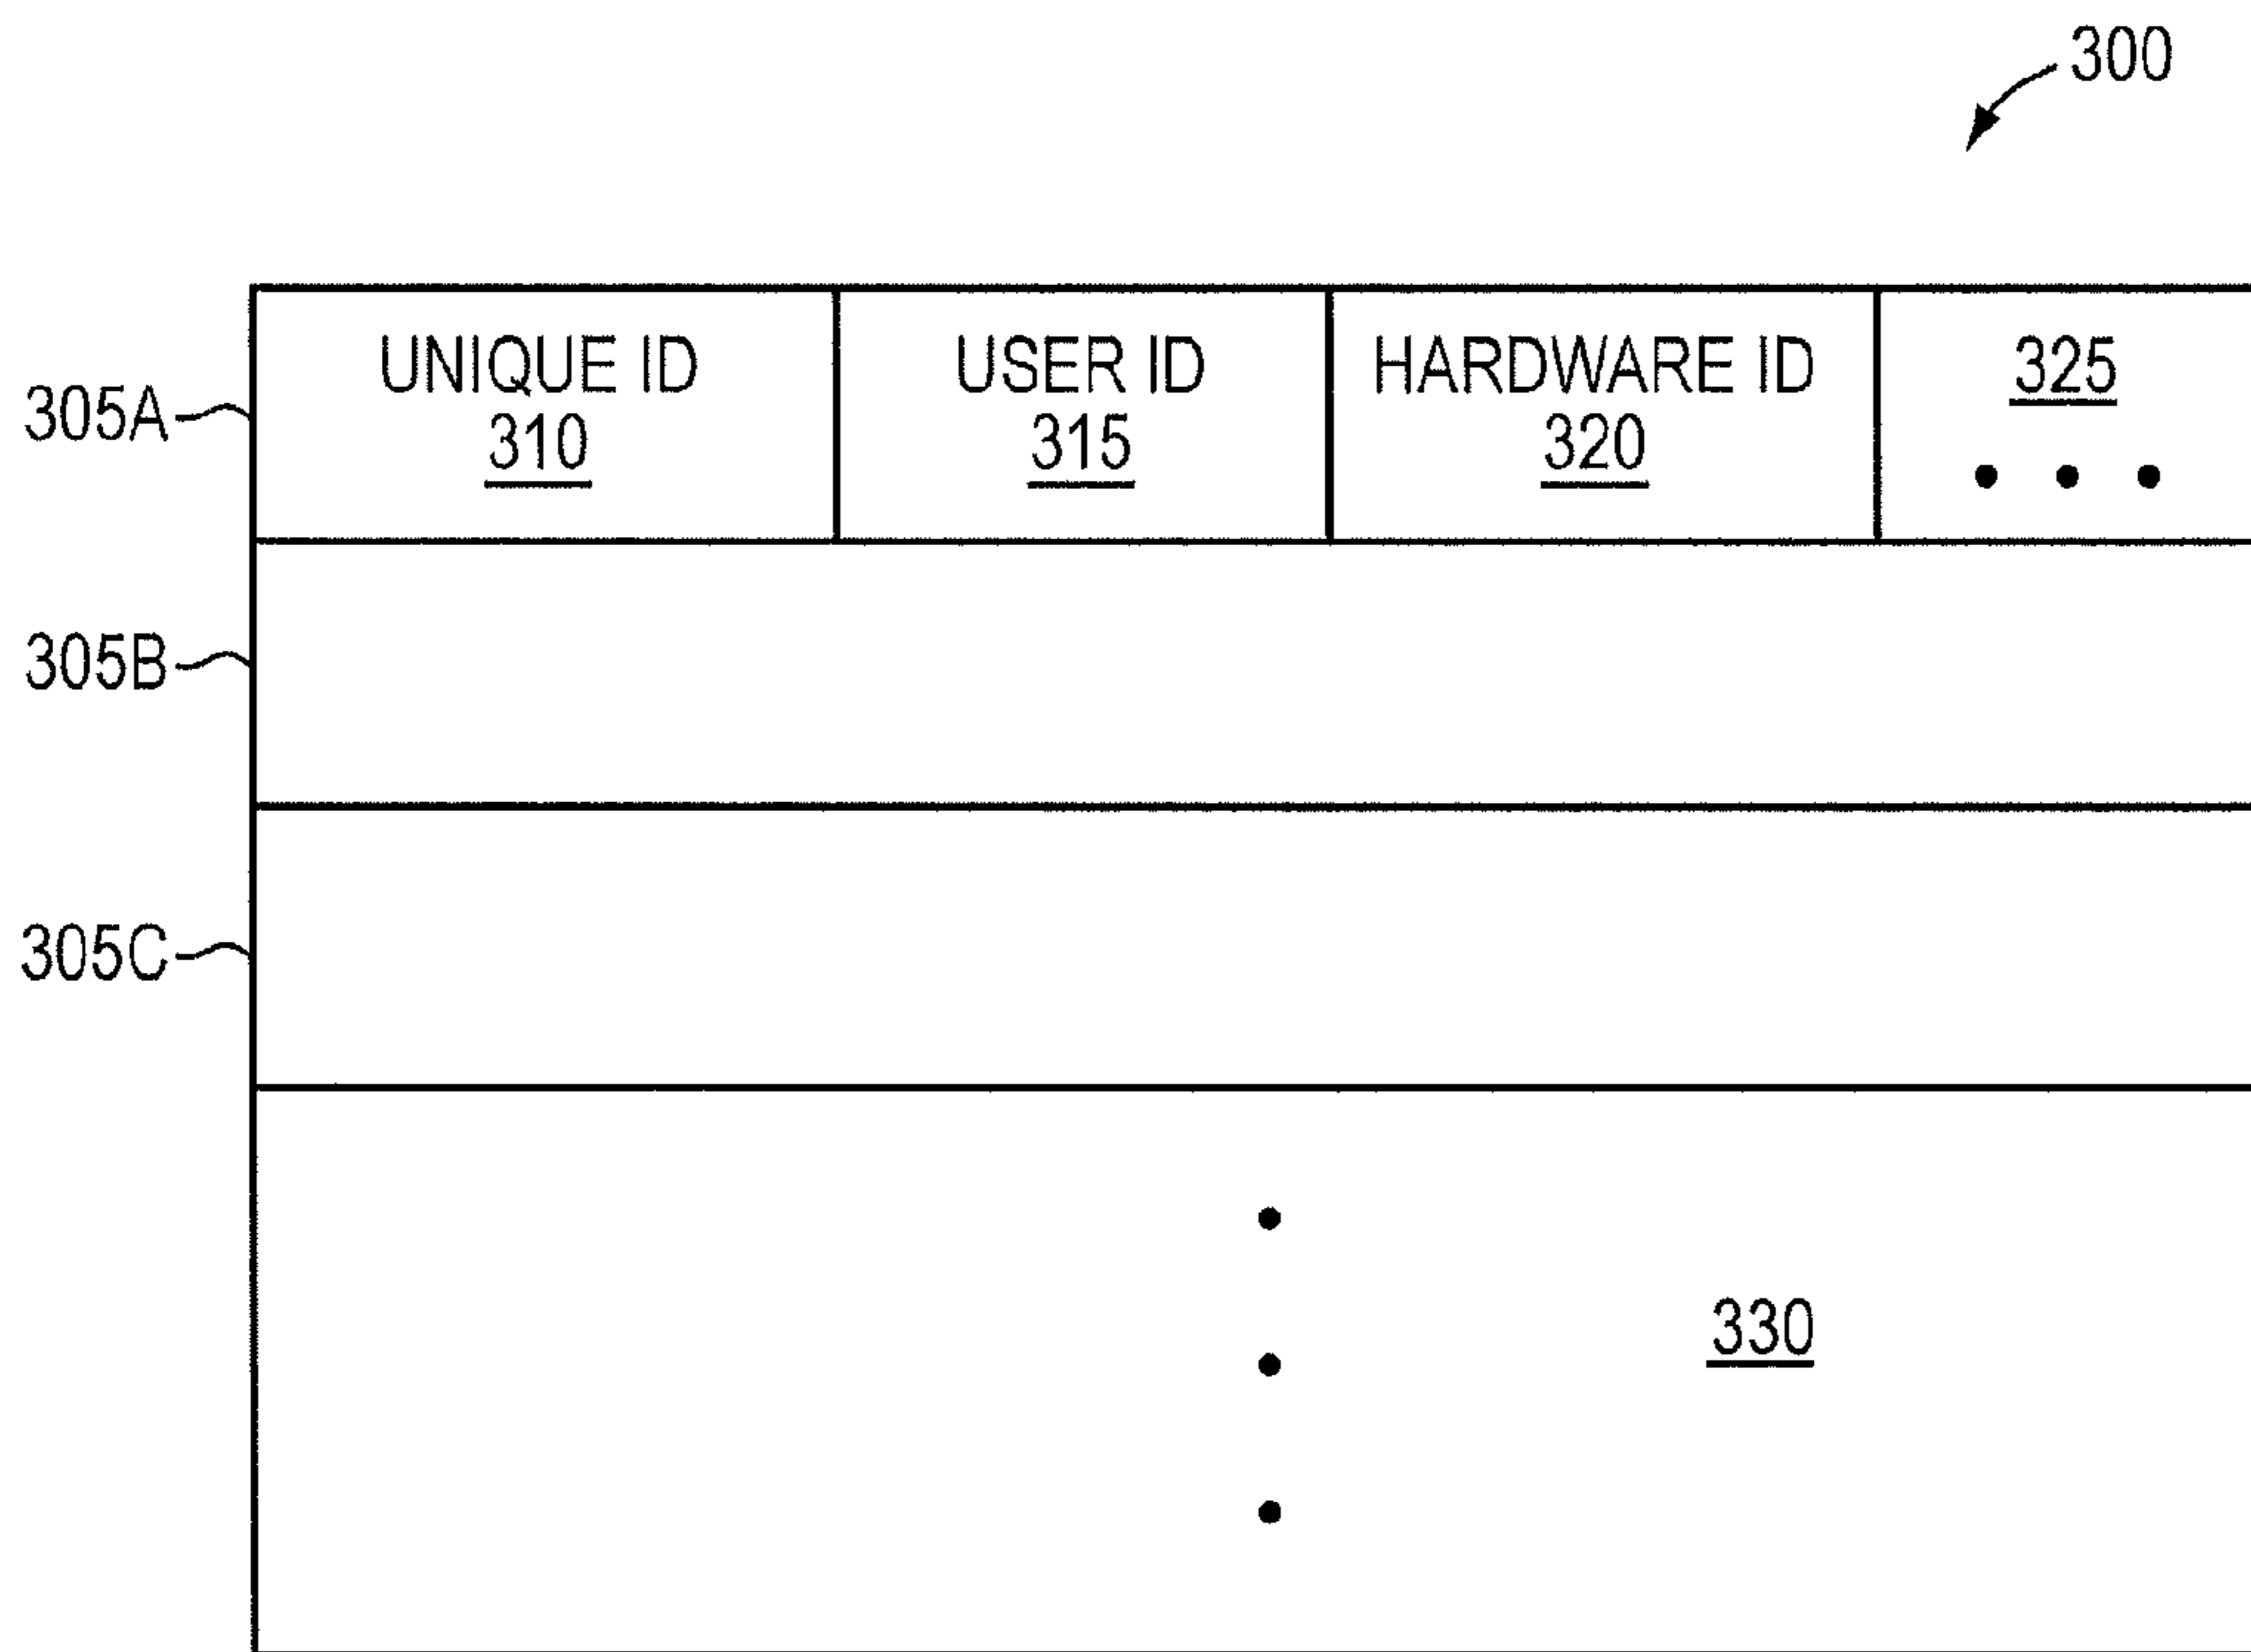 300
UNIQUE ID
310
USER ID
315
HARDWARE ID
320
325
305A
305B
305C
330